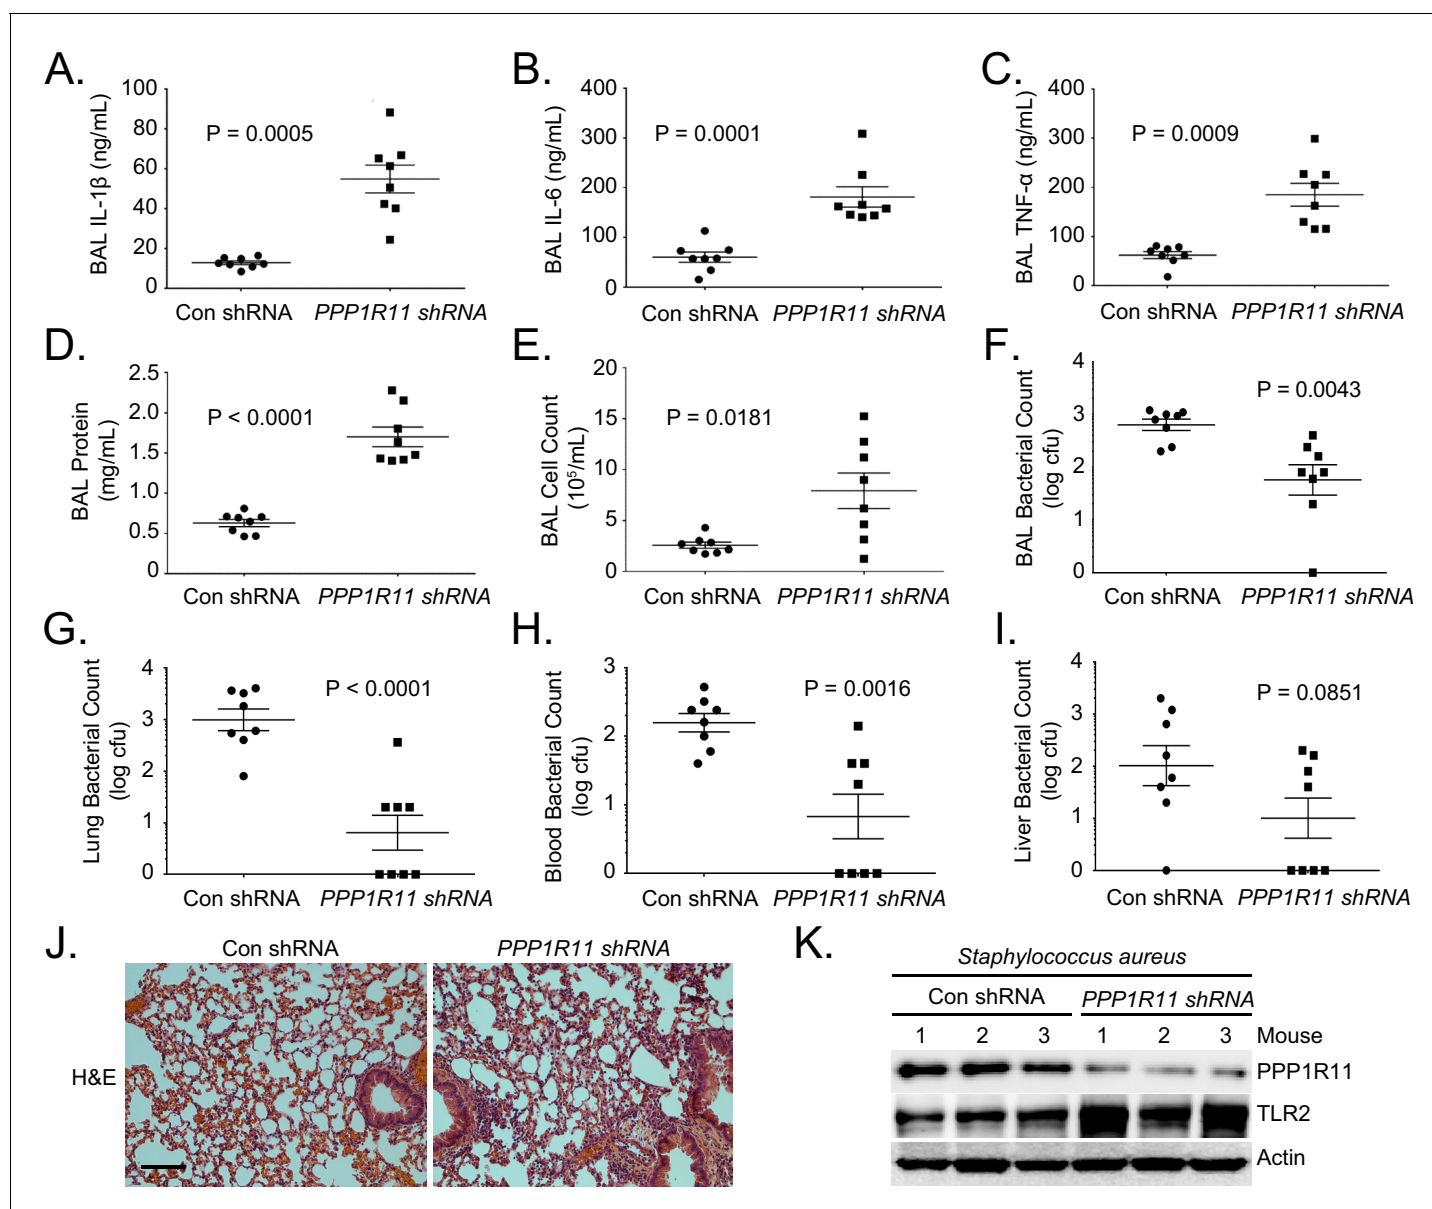 A.
BAL IL-1β (ng/mL)
100
80
60
40
20
0
P = 0.0005
Con shRNA
PPP1R11 shRNA
B.
BAL IL-6 (ng/mL)
400
300
200
100
0
P = 0.0001
Con shRNA
PPP1R11 shRNA
C.
BAL TNF-α (ng/mL)
400
300
200
100
0
P = 0.0009
Con shRNA
PPP1R11 shRNA
D.
BAL Protein
(mg/mL)
2.5
2.0
1.5
1.0
0.5
0
P < 0.0001
Con shRNA
PPP1R11 shRNA
E.
BAL Cell Count
(10⁵/mL)
20
15
10
5
0
P = 0.0181
Con shRNA
PPP1R11 shRNA
F.
BAL Bacterial Count
(log cfu)
4
3
2
1
0
P = 0.0043
Con shRNA
PPP1R11 shRNA
G.
Lung Bacterial Count
(log cfu)
4
3
2
1
0
P < 0.0001
Con shRNA
PPP1R11 shRNA
H.
Blood Bacterial Count
(log cfu)
3
2
1
0
P = 0.0016
Con shRNA
PPP1R11 shRNA
I.
Liver Bacterial Count
(log cfu)
4
3
2
1
0
P = 0.0851
Con shRNA
PPP1R11 shRNA
J.
Con shRNA
PPP1R11 shRNA
H&E
K.
Staphylococcus aureus
Con shRNA
PPP1R11 shRNA
1 2 3 1 2 3 Mouse
PPP1R11
TLR2
Actin